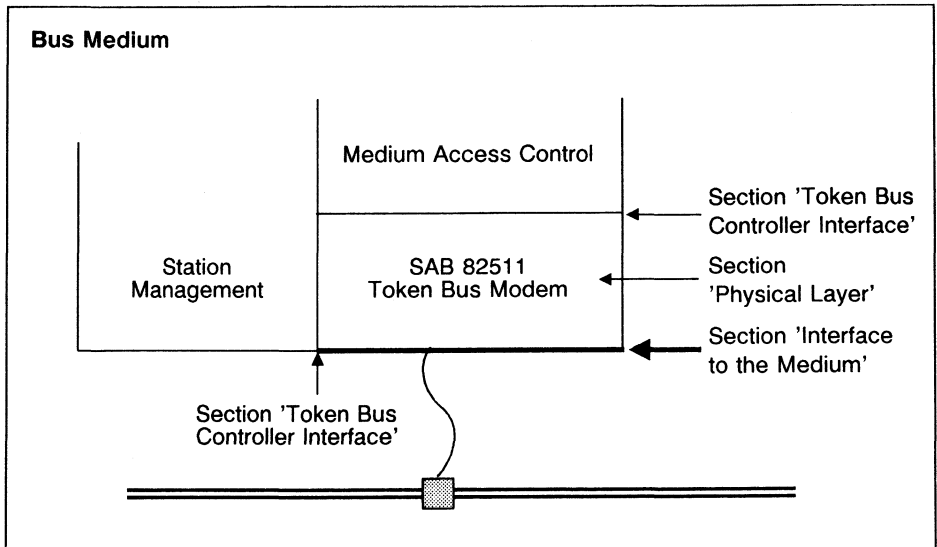 Bus Medium
Medium Access Control
Section 'Token Bus
Controller Interface'
Station
Management
SAB 82511
Token Bus Modem
Section
'Physical Layer'
Section 'Interface
to the Medium'
Section 'Token Bus
Controller Interface'